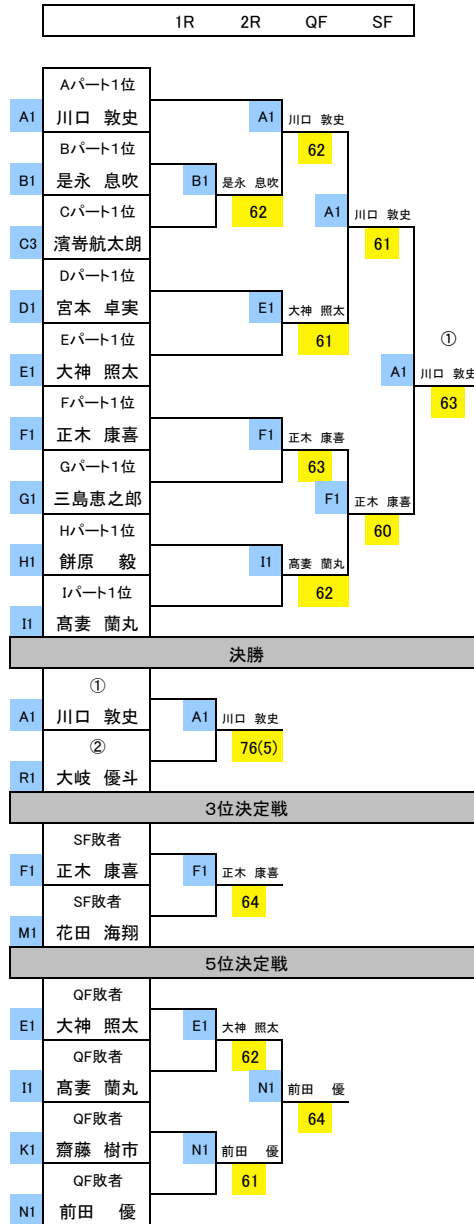 1R 2R QF SF
Aパート1位
A1 川口 敦史 A1 川口 敦史
Bパート1位 62
B1 是永 息吹 B1 是永 息吹
Cパート1位 62 A1 川口 敦史
C3 濱嵜航太朗 61
Dパート1位
D1 宮本 卓実 E1 大神 照太
Eパート1位 61 ①
E1 大神 照太 A1 川口 敦史
Fパート1位 63
F1 正木 康喜 F1 正木 康喜
Gパート1位 63
G1 三島恵之郎 F1 正木 康喜
Hパート1位 60
H1 餅原 毅 I1 髙妻 蘭丸
Iパート1位 62
I1 髙妻 蘭丸
決勝
①
A1 川口 敦史 A1 川口 敦史
② 76(5)
R1 大岐 優斗
3位決定戦
SF敗者
F1 正木 康喜 F1 正木 康喜
SF敗者 64
M1 花田 海翔
5位決定戦
QF敗者
E1 大神 照太 E1 大神 照太
QF敗者 62
I1 髙妻 蘭丸 N1 前田 優
QF敗者 64
K1 齋藤 樹市 N1 前田 優
QF敗者 61
N1 前田 優